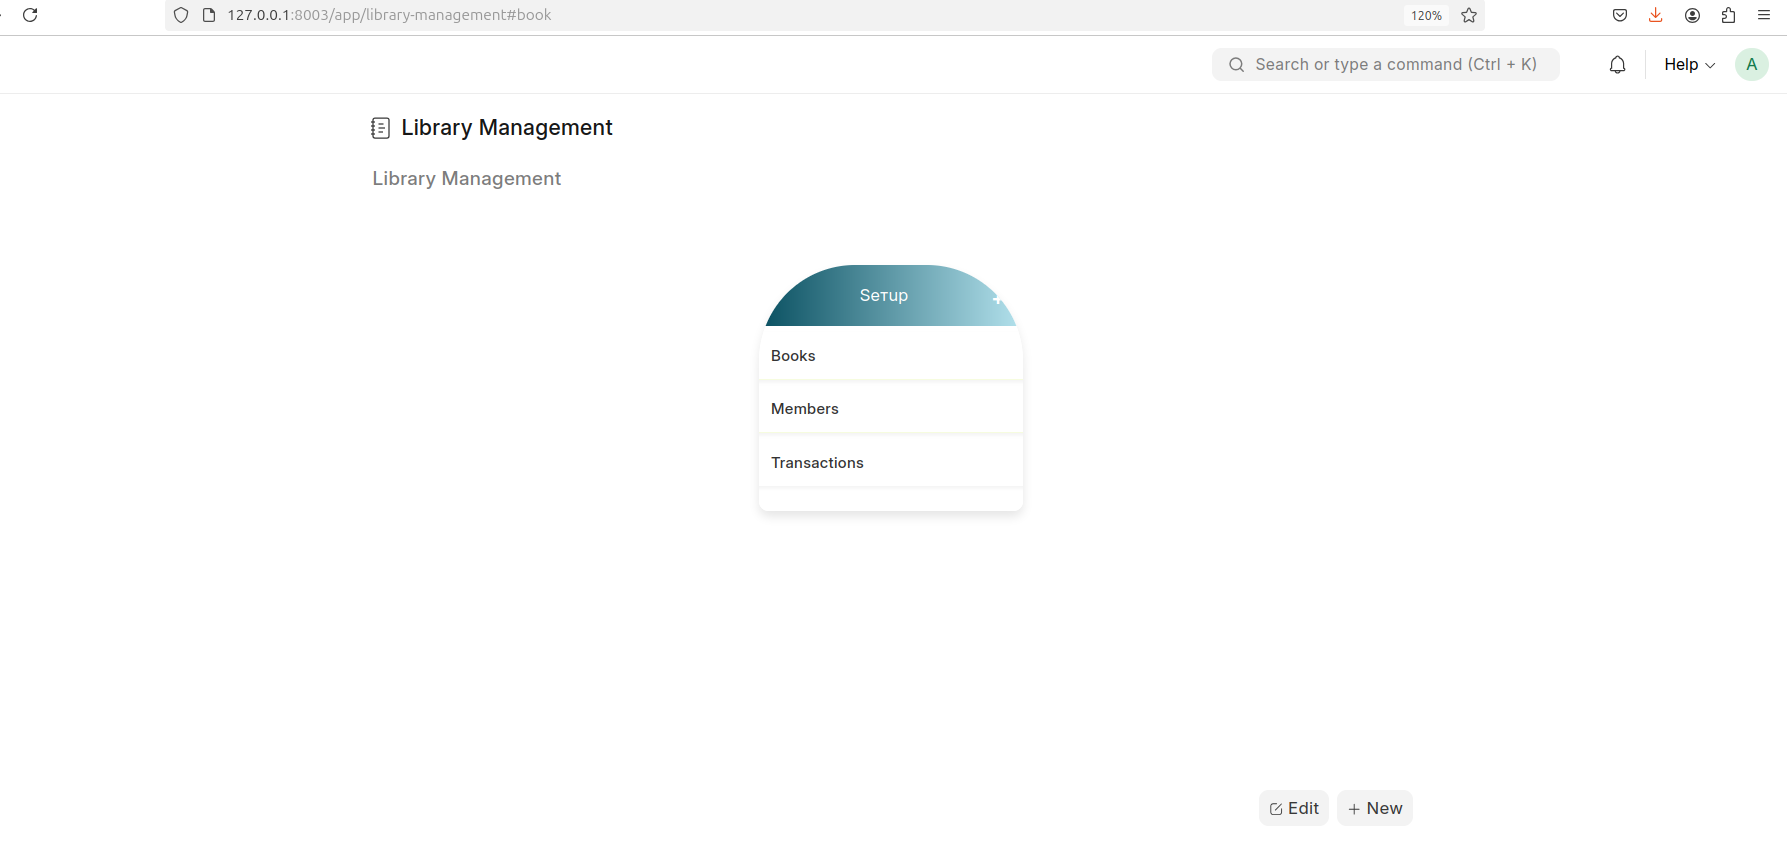 127.0.0.1:8003/app/library-management#book
120%
Search or type a command (Ctrl + K)
Help
A
Library Management
Library Management
Setup
+
Books
Members
Transactions
Edit
+ New